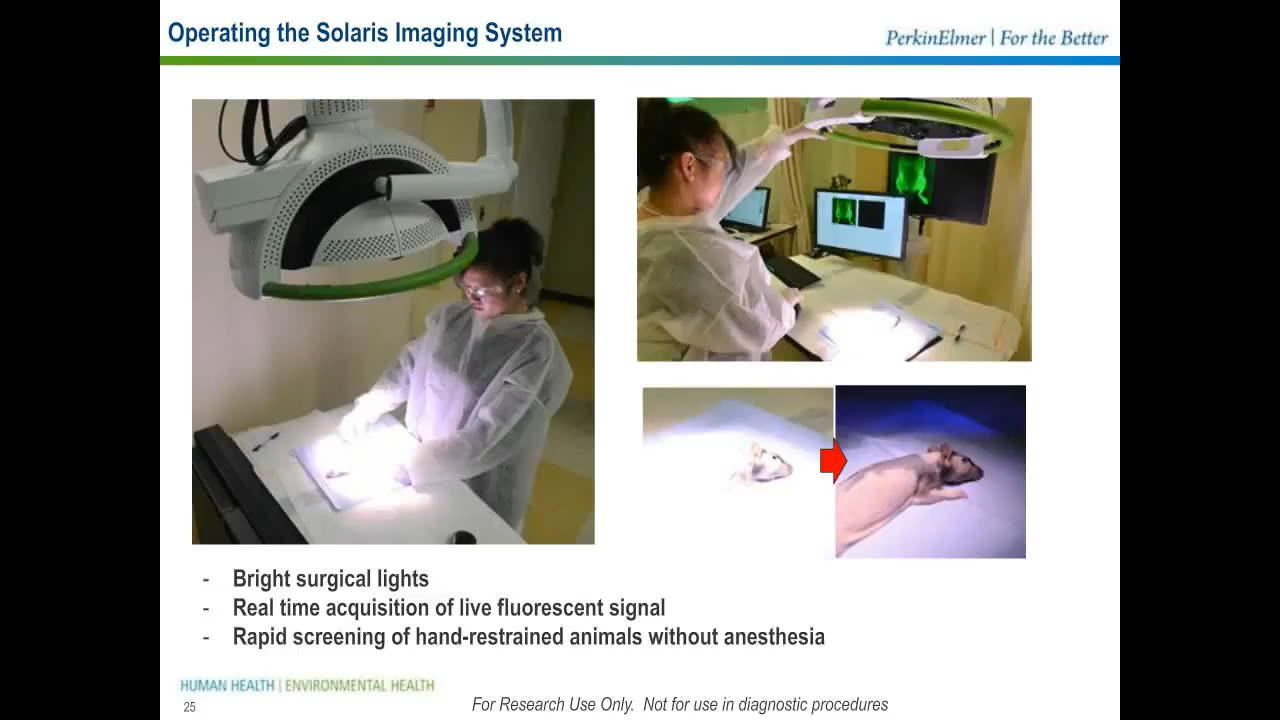 Operating the Solaris Imaging System
PerkinElmer | For the Better
- Bright surgical lights
- Real time acquisition of live fluorescent signal
- Rapid screening of hand-restrained animals without anesthesia
HUMAN HEALTH | ENVIRONMENTAL HEALTH
25
For Research Use Only. Not for use in diagnostic procedures